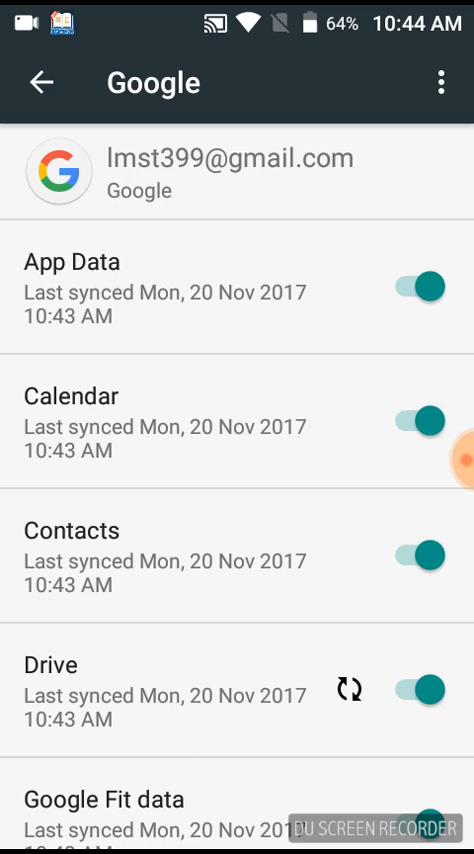 64% 10:44 AM
Google
lmst399@gmail.com
Google
App Data
Last synced Mon, 20 Nov 2017
10:43 AM
Calendar
Last synced Mon, 20 Nov 2017
10:43 AM
Contacts
Last synced Mon, 20 Nov 2017
10:43 AM
Drive
Last synced Mon, 20 Nov 2017
10:43 AM
Google Fit data
Last synced Mon, 20 Nov 2017
DU SCREEN RECORDER